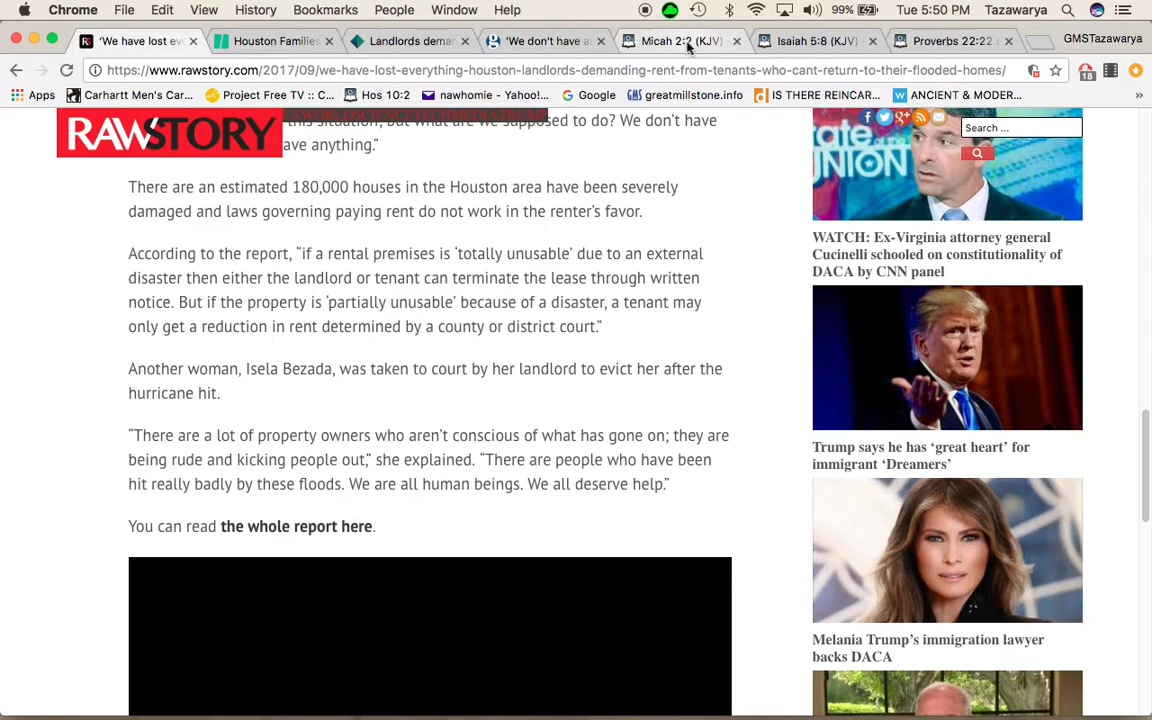 Chrome File Edit View History Bookmarks People Window Help 99% Tue 5:50 PM Tazawarya
'We have lost eve Houston Families Landlords dema 'We don't have a Micah 2:2 (KJV) Isaiah 5:8 (KJV) Proverbs 22:22 GMSTazawarya
https://www.rawstory.com/2017/09/we-have-lost-everything-houston-landlords-demanding-rent-from-tenants-who-cant-return-to-their-flooded-homes/ 18
Apps Carhartt Men's Car... Project Free TV :: C... Hos 10:2 nawhomie - Yahoo!... Google greatmillstone.info IS THERE REINCAR... ANCIENT & MODER... »
RAWSTORY
this situation, but what are we supposed to do? We don't have
ave anything.”
There are an estimated 180,000 houses in the Houston area have been severely
damaged and laws governing paying rent do not work in the renter's favor.
According to the report, “if a rental premises is ‘totally unusable’ due to an external
disaster then either the landlord or tenant can terminate the lease through written
notice. But if the property is ‘partially unusable’ because of a disaster, a tenant may
only get a reduction in rent determined by a county or district court.”
Another woman, Isela Bezada, was taken to court by her landlord to evict her after the
hurricane hit.
“There are a lot of property owners who aren't conscious of what has gone on; they are
being rude and kicking people out,” she explained. “There are people who have been
hit really badly by these floods. We are all human beings. We all deserve help.”
You can read the whole report here.
Search ...
UNION
WATCH: Ex-Virginia attorney general
Cucinelli schooled on constitutionality of
DACA by CNN panel
Trump says he has ‘great heart’ for
immigrant ‘Dreamers’
Melania Trump's immigration lawyer
backs DACA